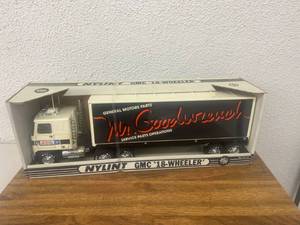 NYLINT GMC '18-WHEELER'
GENERAL MOTORS PARTS
Mr. Goodwrench
SERVICE PARTS OPERATIONS
NYLINT GMC '18-WHEELER'